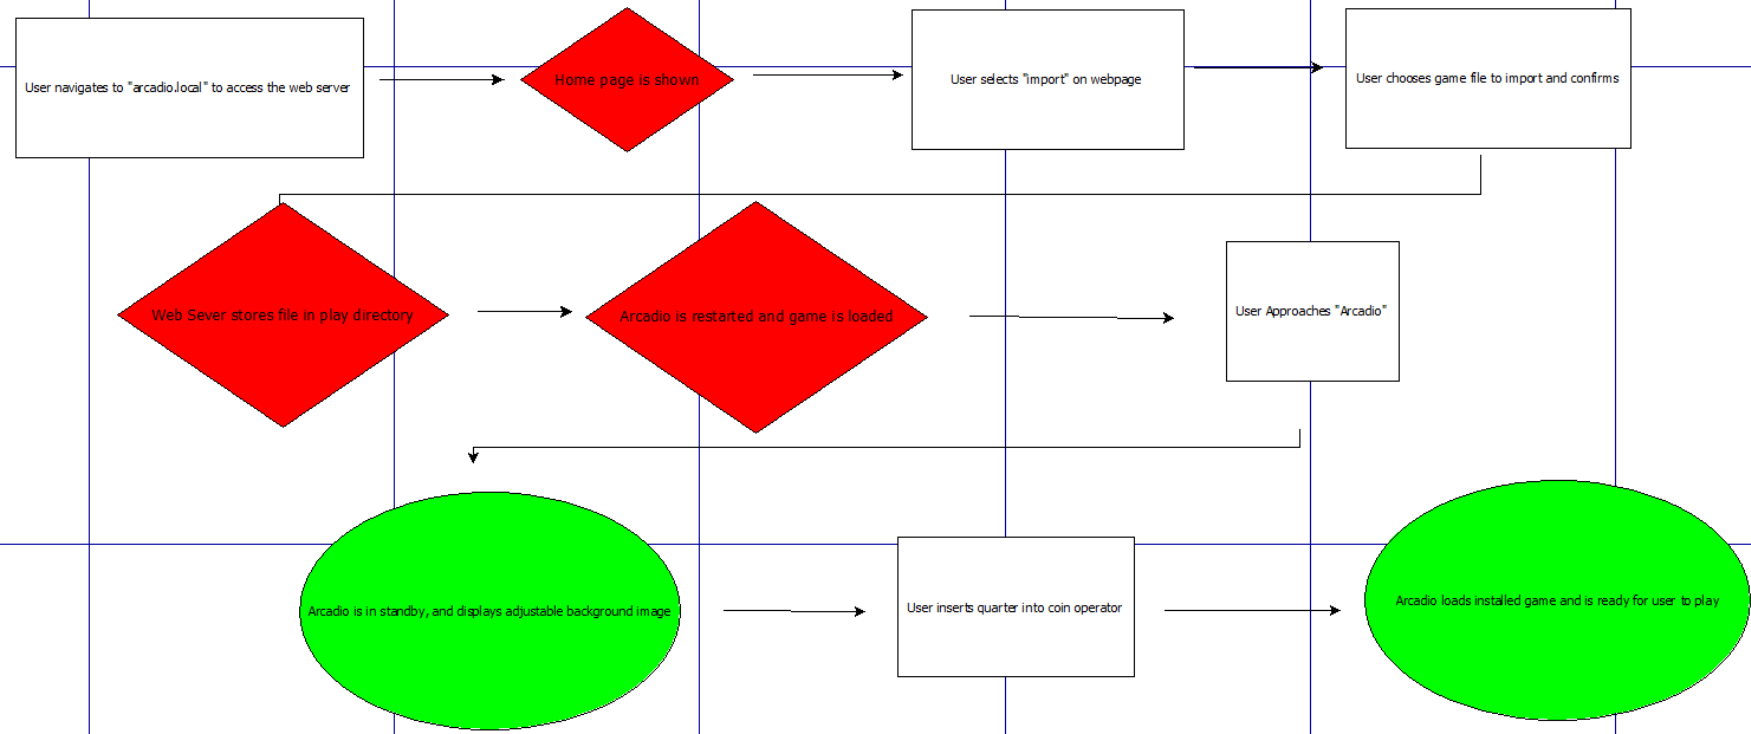 User navigates to "arcadio.local" to access the web server
Home page is shown
User selects "import" on webpage
User chooses game file to import and confirms
Web Sever stores file in play directory
Arcadio is restarted and game is loaded
User Approaches "Arcadio"
Arcadio is in standby, and displays adjustable background image
User inserts quarter into coin operator
Arcadio loads installed game and is ready for user to play